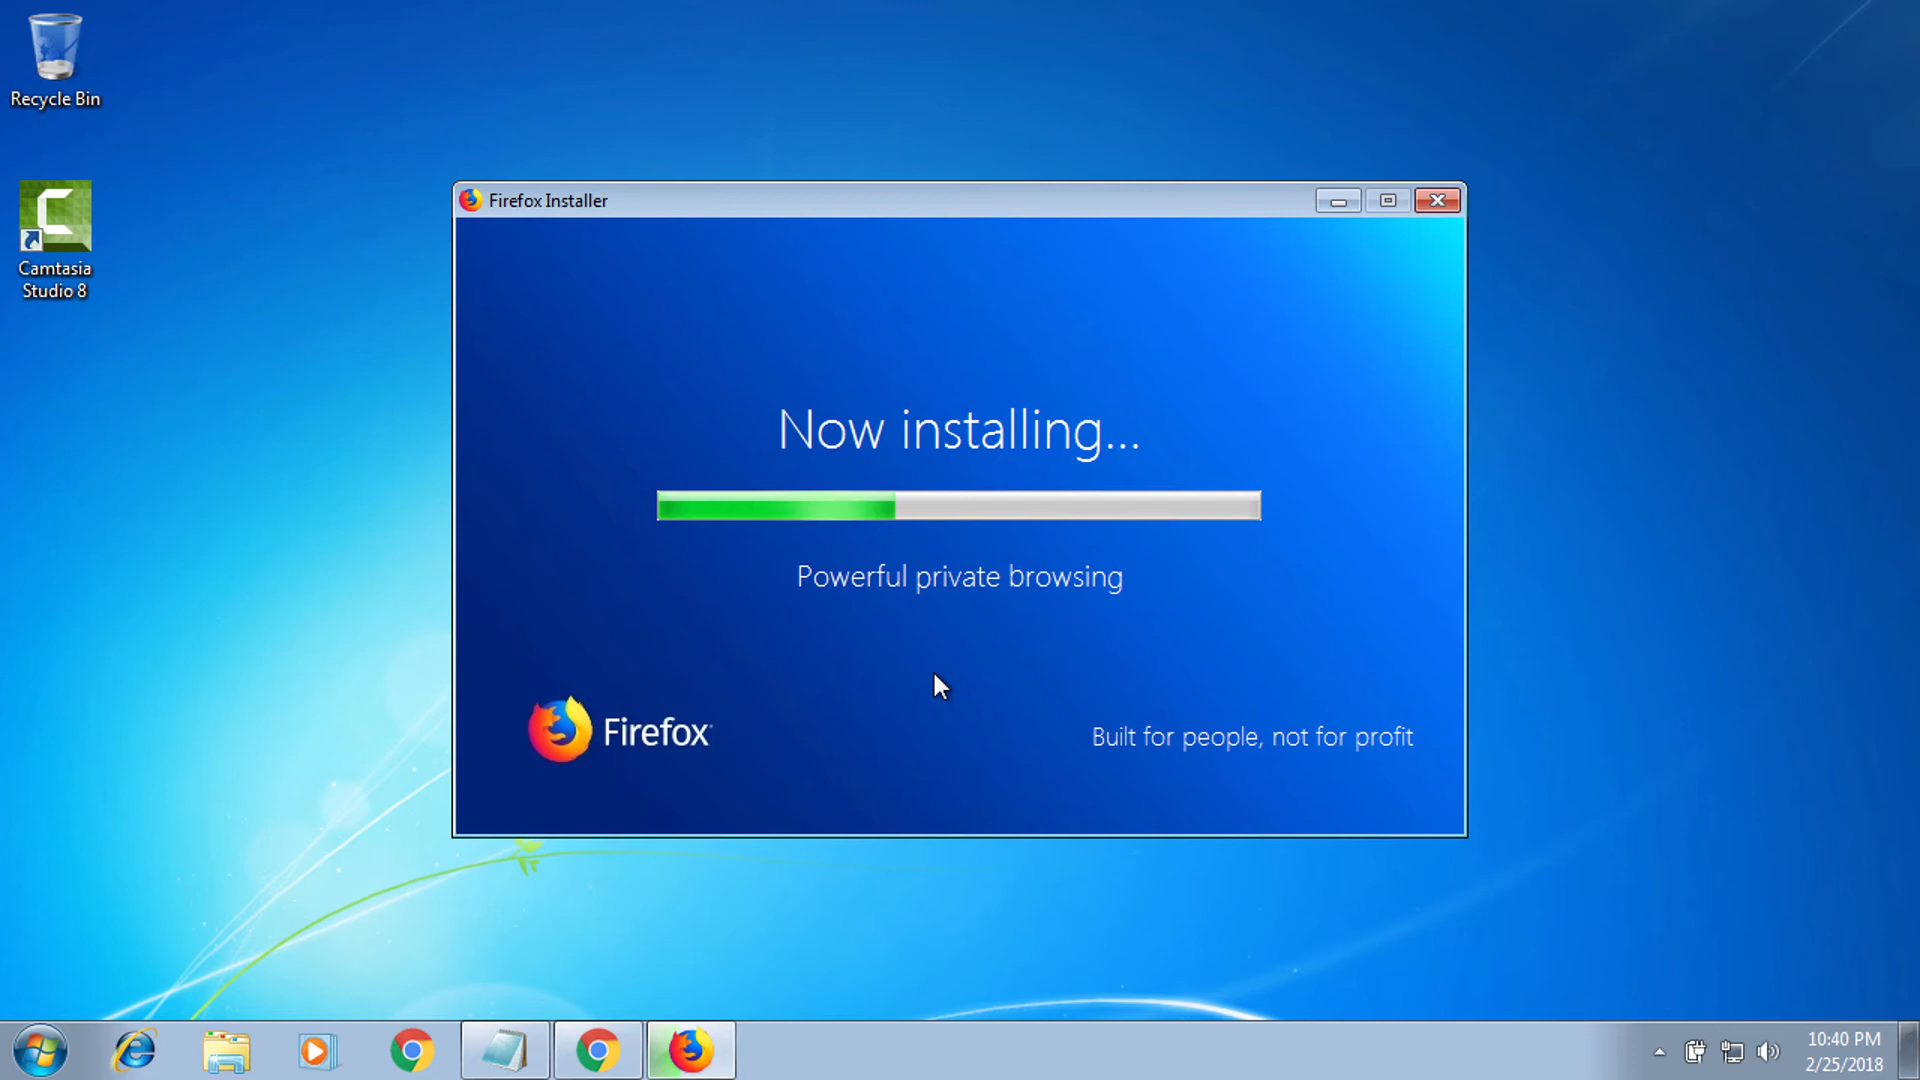 Recycle Bin
Camtasia
Studio 8
Firefox Installer
Now installing...
Powerful private browsing
Firefox
Built for people, not for profit
10:40 PM
2/25/2018